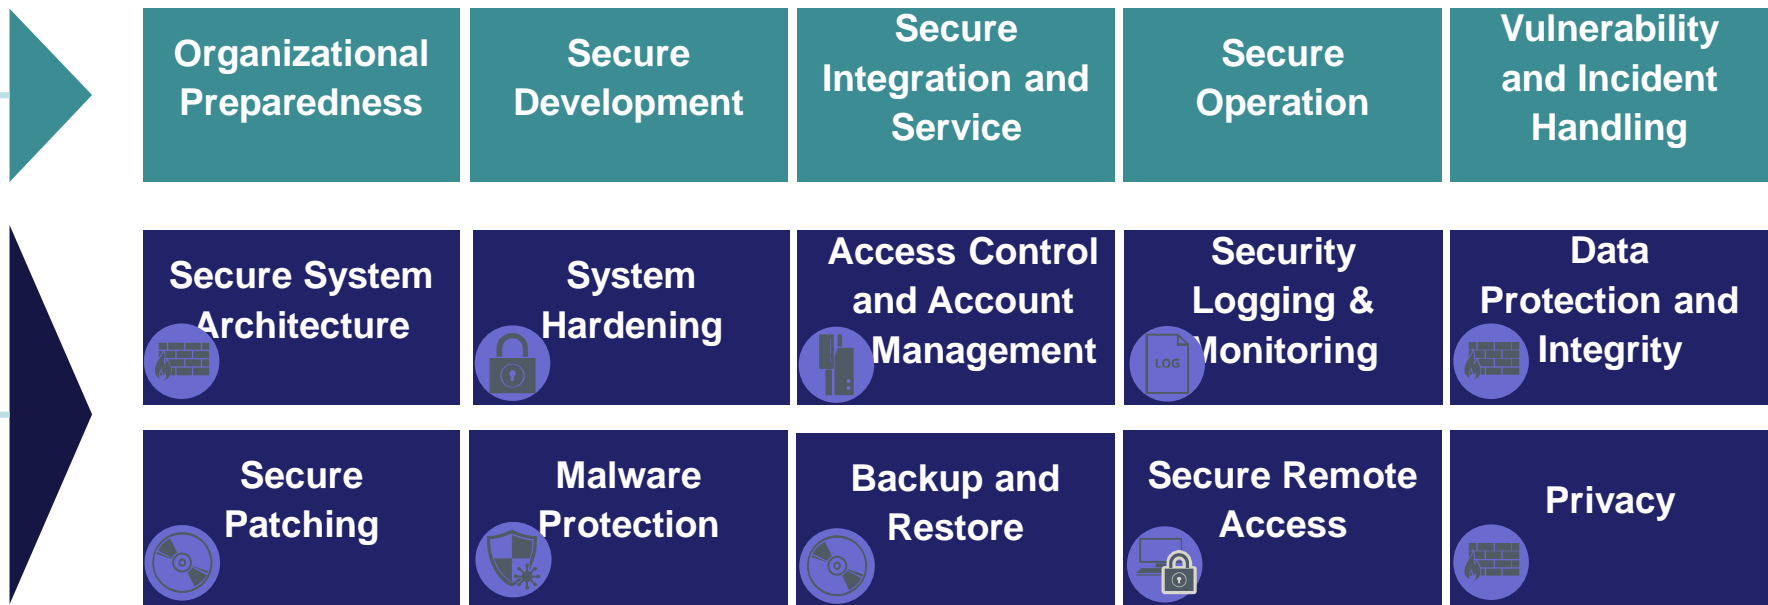 Organizational
Preparedness
Secure
Development
Secure
Integration and
Service
Secure
Operation
Vulnerability
and Incident
Handling
Secure System
Architecture
System
Hardening
Access Control
and Account
Management
Security
Logging &
Monitoring
LOG
Data
Protection and
Integrity
Secure
Patching
Malware
Protection
Backup and
Restore
Secure Remote
Access
Privacy